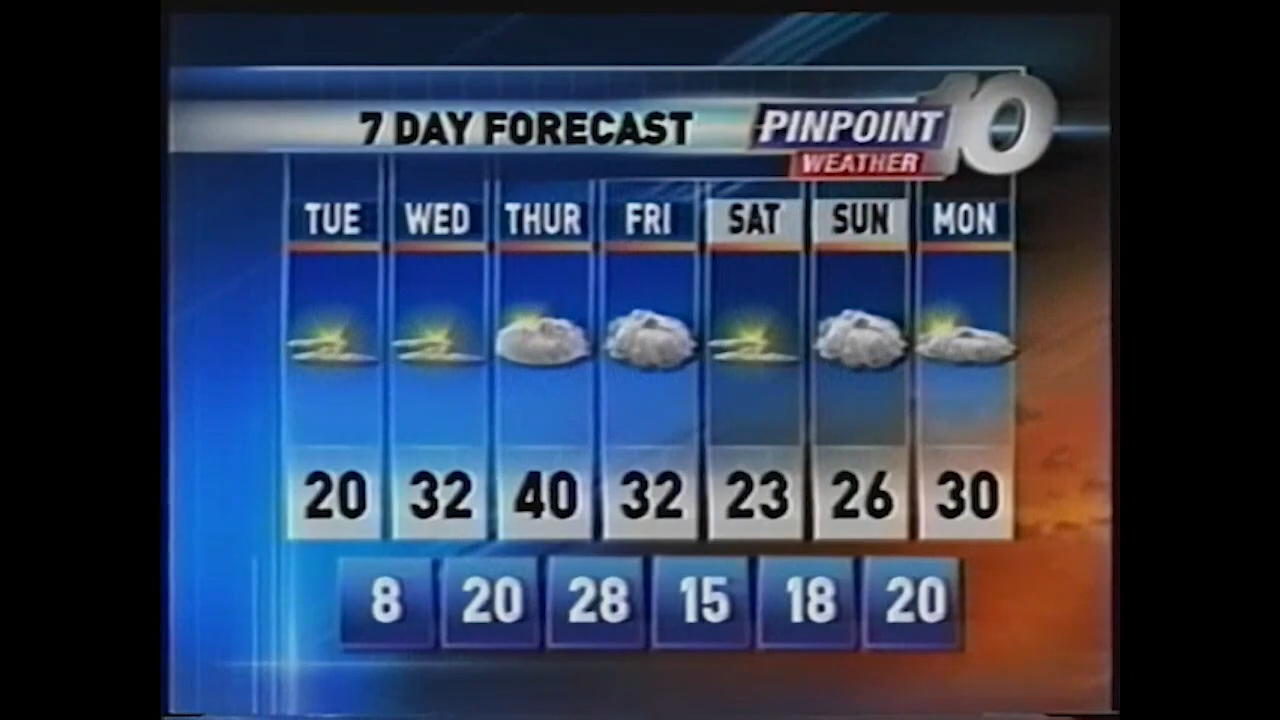 7 DAY FORECAST PINPOINT 10
WEATHER
TUE WED THUR FRI SAT SUN MON
20 32 40 32 23 26 30
8 20 28 15 18 20